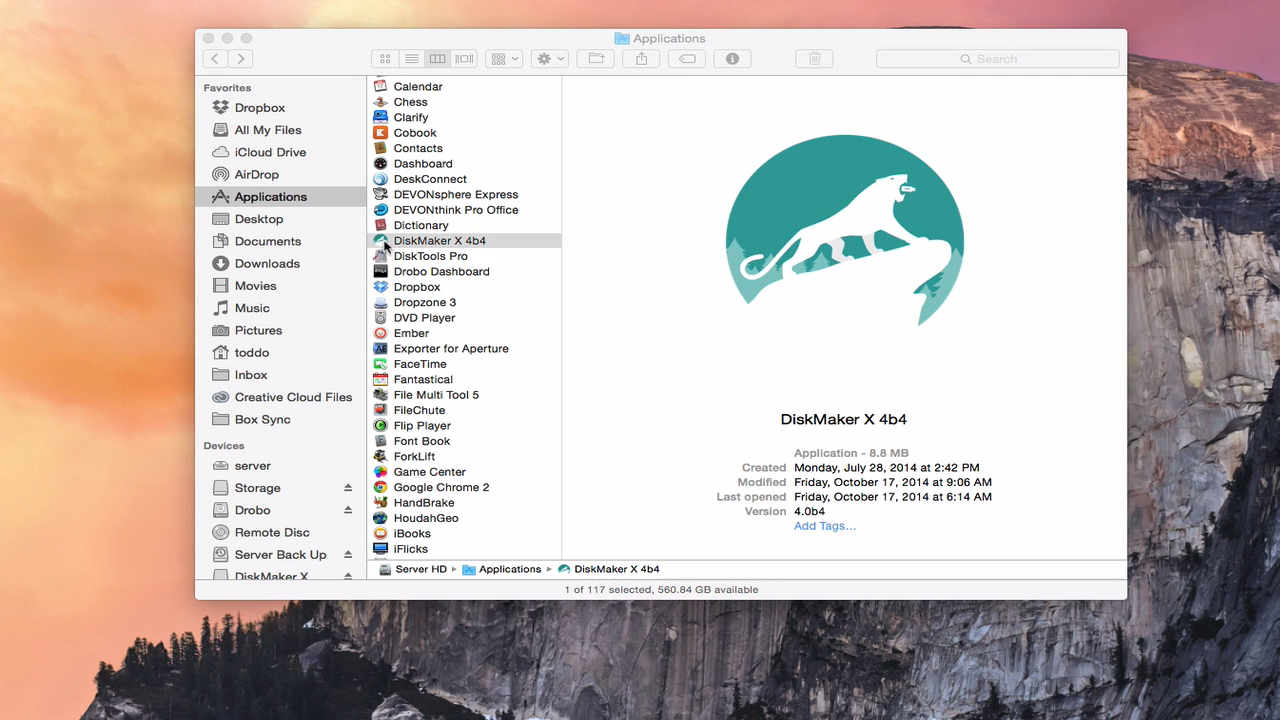 Applications
Search
Favorites
Dropbox
All My Files
iCloud Drive
AirDrop
Applications
Desktop
Documents
Downloads
Movies
Music
Pictures
toddo
Inbox
Creative Cloud Files
Box Sync
Devices
server
Storage
Drobo
Remote Disc
Server Back Up
DiskMaker X
Calendar
Chess
Clarify
Cobook
Contacts
Dashboard
DeskConnect
DEVONsphere Express
DEVONthink Pro Office
Dictionary
DiskMaker X 4b4
DiskTools Pro
Drobo Dashboard
Dropbox
Dropzone 3
DVD Player
Ember
Exporter for Aperture
FaceTime
Fantastical
File Multi Tool 5
FileChute
Flip Player
Font Book
ForkLift
Game Center
Google Chrome 2
HandBrake
HoudahGeo
iBooks
iFlicks
DiskMaker X 4b4
Application - 8.8 MB
Created Monday, July 28, 2014 at 2:42 PM
Modified Friday, October 17, 2014 at 9:06 AM
Last opened Friday, October 17, 2014 at 6:14 AM
Version 4.0b4
Add Tags...
Server HD Applications DiskMaker X 4b4
1 of 117 selected, 560.84 GB available